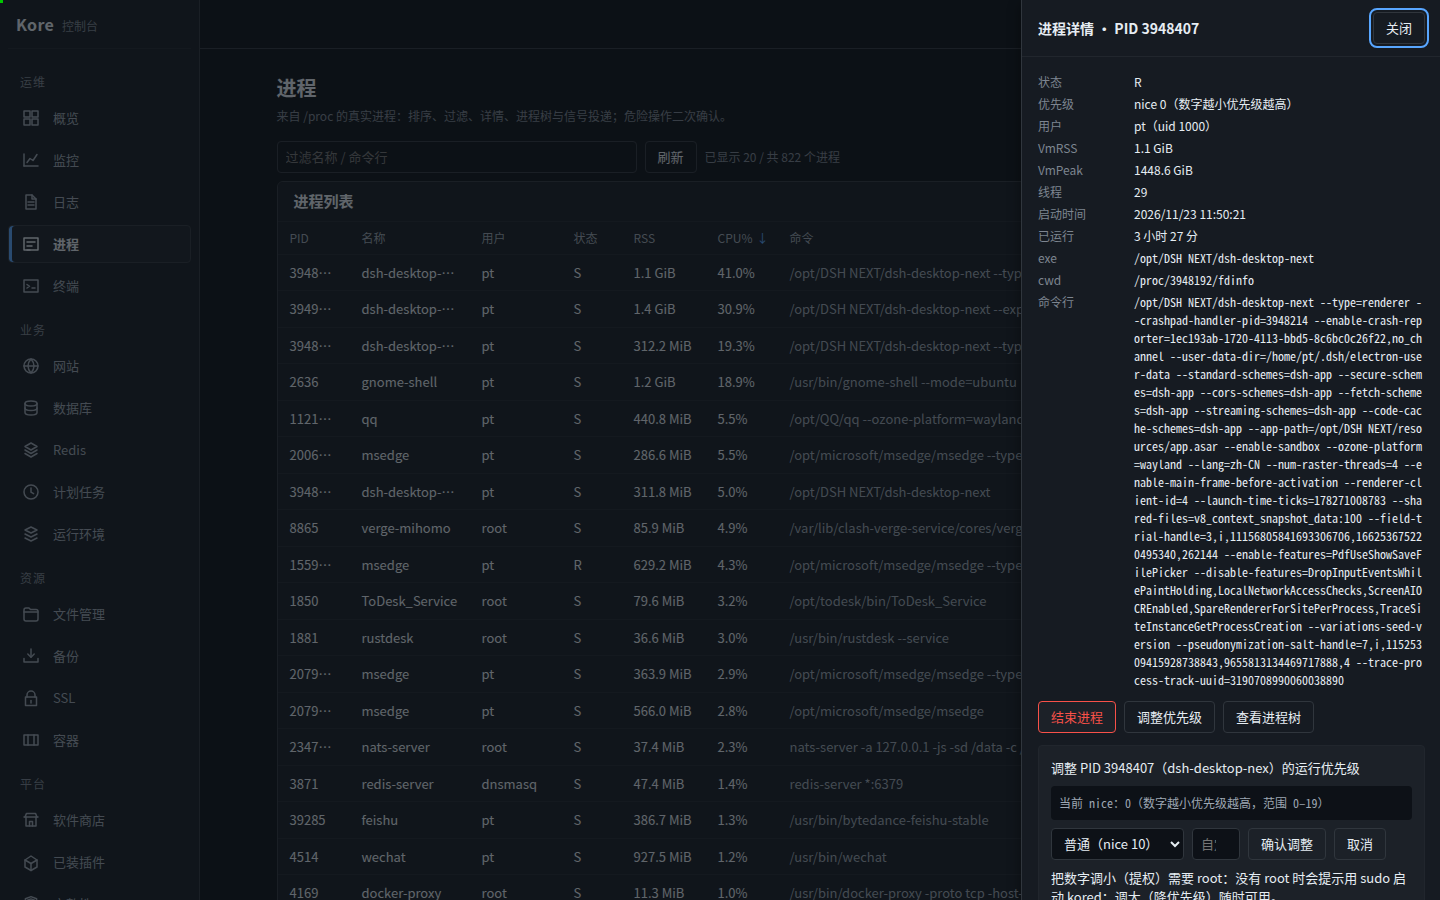 Kore 控制台
运维
概览
监控
日志
进程
终端
业务
网站
数据库
Redis
计划任务
运行环境
资源
文件管理
备份
SSL
容器
平台
软件商店
已装插件
进程
来自 /proc 的真实进程：排序、过滤、详情、进程树与信号投递；危险操作二次确认。
过滤名称 / 命令行
刷新
已显示 20 / 共 822 个进程
进程列表
PID 名称 用户 状态 RSS CPU% ↓ 命令
3948··· dsh-desktop-··· pt S 1.1 GiB 41.0% /opt/DSH NEXT/dsh-desktop-next --typ
3949··· dsh-desktop-··· pt S 1.4 GiB 30.9% /opt/DSH NEXT/dsh-desktop-next --exp
3948··· dsh-desktop-··· pt S 312.2 MiB 19.3% /opt/DSH NEXT/dsh-desktop-next --typ
2636 gnome-shell pt S 1.2 GiB 18.9% /usr/bin/gnome-shell --mode=ubuntu
1121··· qq pt S 440.8 MiB 5.5% /opt/QQ/qq --ozone-platform=wayland
2006··· msedge pt S 286.6 MiB 5.5% /opt/microsoft/msedge/msedge --type
3948··· dsh-desktop-··· pt S 311.8 MiB 5.0% /opt/DSH NEXT/dsh-desktop-next
8865 verge-mihomo root S 85.9 MiB 4.9% /var/lib/clash-verge-service/cores/verg
1559··· msedge pt R 629.2 MiB 4.3% /opt/microsoft/msedge/msedge --type
1850 ToDesk_Service root S 79.6 MiB 3.2% /opt/todesk/bin/ToDesk_Service
1881 rustdesk root S 36.6 MiB 3.0% /usr/bin/rustdesk --service
2079··· msedge pt S 363.9 MiB 2.9% /opt/microsoft/msedge/msedge --type
2079··· msedge pt S 566.0 MiB 2.8% /opt/microsoft/msedge/msedge
2347··· nats-server root S 37.4 MiB 2.3% nats-server -a 127.0.0.1 -js -sd /data -c
3871 redis-server dnsmasq S 47.4 MiB 1.4% redis-server *:6379
39285 feishu pt S 386.7 MiB 1.3% /usr/bin/bytedance-feishu-stable
4514 wechat pt S 927.5 MiB 1.2% /usr/bin/wechat
4169 docker-proxy root S 11.3 MiB 1.0% /usr/bin/docker-proxy -proto tcp -host-
进程详情 · PID 3948407
关闭
状态 R
优先级 nice 0（数字越小优先级越高）
用户 pt（uid 1000）
VmRSS 1.1 GiB
VmPeak 1448.6 GiB
线程 29
启动时间 2026/11/23 11:50:21
已运行 3 小时 27 分
exe /opt/DSH NEXT/dsh-desktop-next
cwd /proc/3948192/fdinfo
命令行 /opt/DSH NEXT/dsh-desktop-next --type=renderer -
-crashpad-handler-pid=3948214 --enable-crash-rep
orter=1ec193ab-1720-4113-bbd5-8c6bc0c26f22,no_ch
annel --user-data-dir=/home/pt/.dsh/electron-use
r-data --standard-schemes=dsh-app --secure-schem
es=dsh-app --cors-schemes=dsh-app --fetch-scheme
s=dsh-app --streaming-schemes=dsh-app --code-cac
he-schemes=dsh-app --app-path=/opt/DSH NEXT/reso
urces/app.asar --enable-sandbox --ozone-platform
=wayland --lang=zh-CN --num-raster-threads=4 --e
nable-main-frame-before-activation --renderer-cl
ient-id=4 --launch-time-ticks=178271008783 --sha
red-files=v8_context_snapshot_data:100 --field-t
rial-handle=3,i,11156805841693306706,16625367522
0495340,262144 --enable-features=PdfUseShowSaveF
ilePicker --disable-features=DropInputEventsWhil
ePaintHolding,LocalNetworkAccessChecks,ScreenAIO
CREnabled,SpareRendererForSitePerProcess,TraceSi
teInstanceGetProcessCreation --variations-seed-v
ersion --pseudonymization-salt-handle=7,i,115253
09415928738843,9655813134469717888,4 --trace-pro
cess-track-uuid=3190708990060038890
结束进程 调整优先级 查看进程树
调整 PID 3948407（dsh-desktop-nex）的运行优先级
当前 nice：0（数字越小优先级越高，范围 0–19）
普通（nice 10） 自 确认调整 取消
把数字调小（提权）需要 root：没有 root 时会提示用 sudo 启
动 kored；调大（降优先级）随时可用。